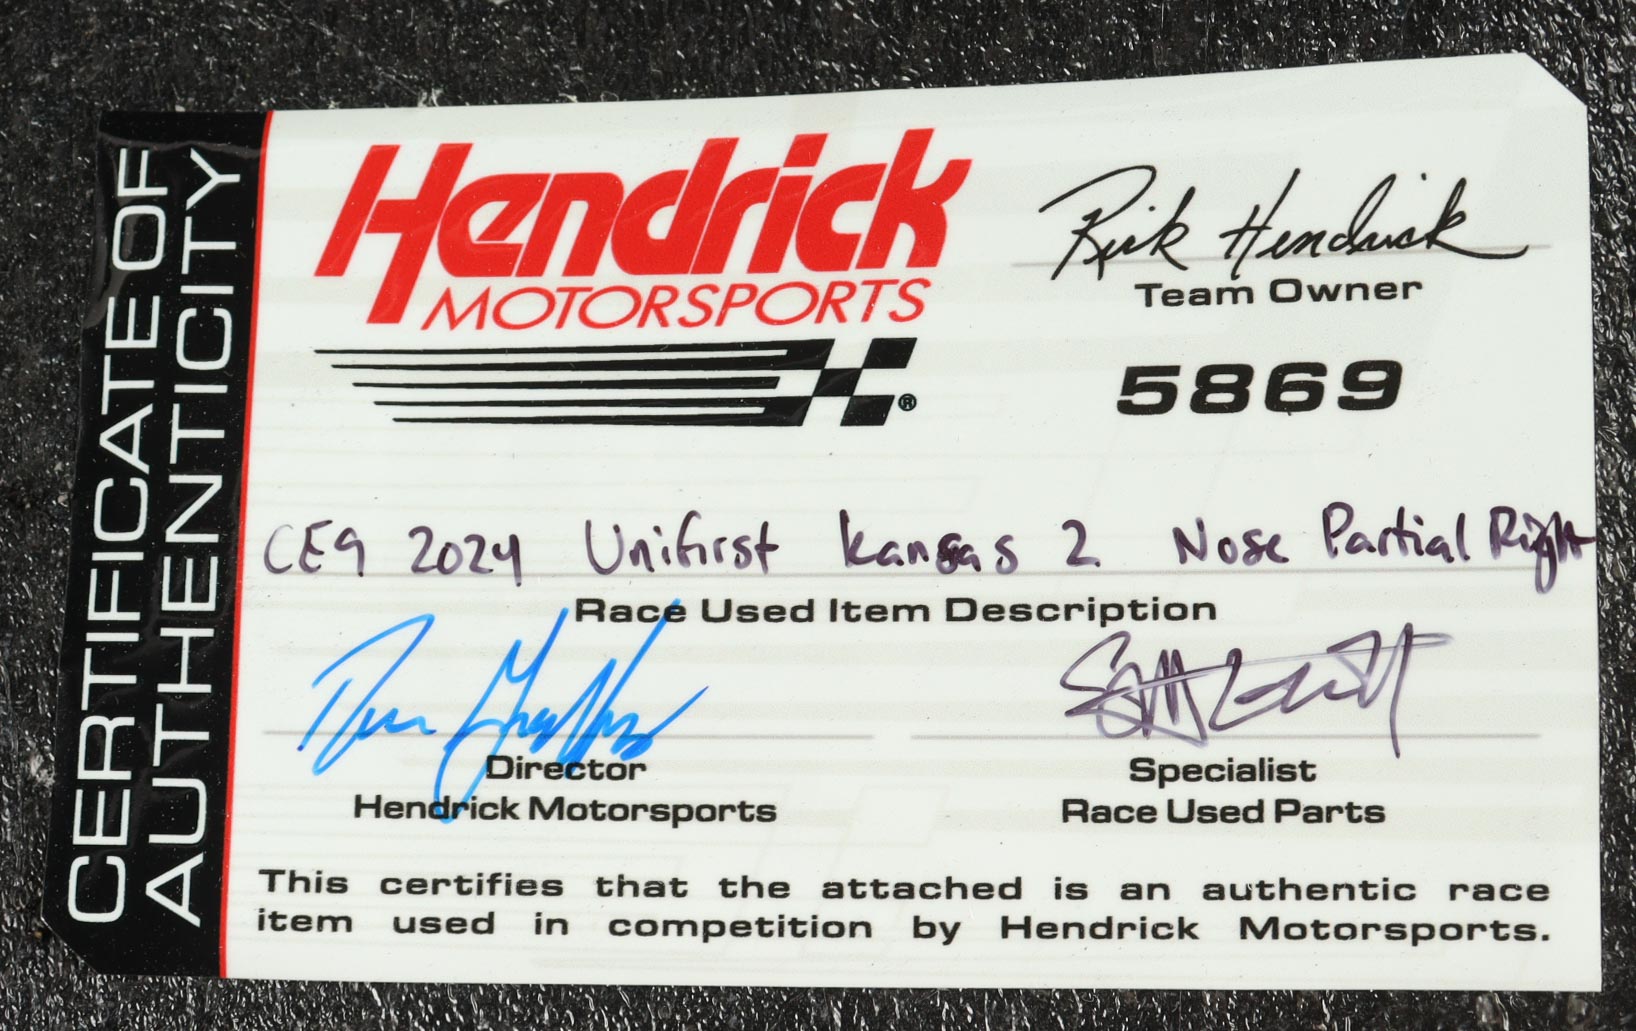 CERTIFICATE OF
AUTHENTICITY
Hendrick
MOTORSPORTS
®
Rick Hendrick
Team Owner
5869
CE9 2024 Unifirst Kansas 2 Nose Partial Right
Race Used Item Description
Director
Hendrick Motorsports
Specialist
Race Used Parts
This certifies that the attached is an authentic race
item used in competition by Hendrick Motorsports.